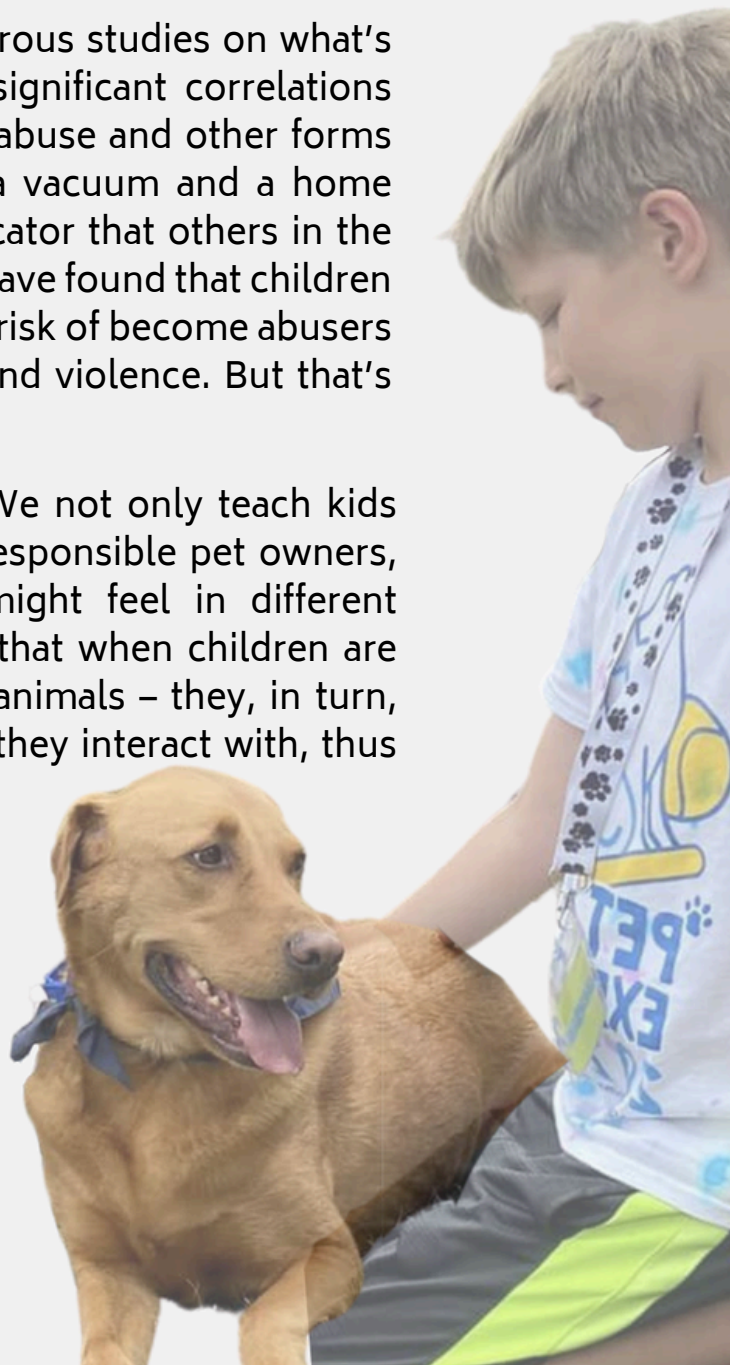 rous studies on what's
significant correlations
abuse and other forms
a vacuum and a home
cator that others in the
ave found that children
risk of become abusers
nd violence. But that's
We not only teach kids
esponsible pet owners,
might feel in different
that when children are
animals – they, in turn,
they interact with, thus
PET
EX